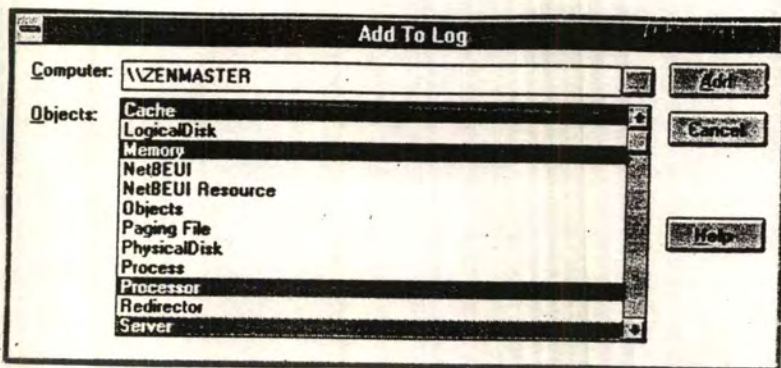 Add To Log
Computer: \\ZENMASTER
Add
Objects:
Cache
LogicalDisk
Memory
NetBEUI
NetBEUI Resource
Objects
Paging File
PhysicalDisk
Process
Processor
Redirector
Server
Cancel
Help